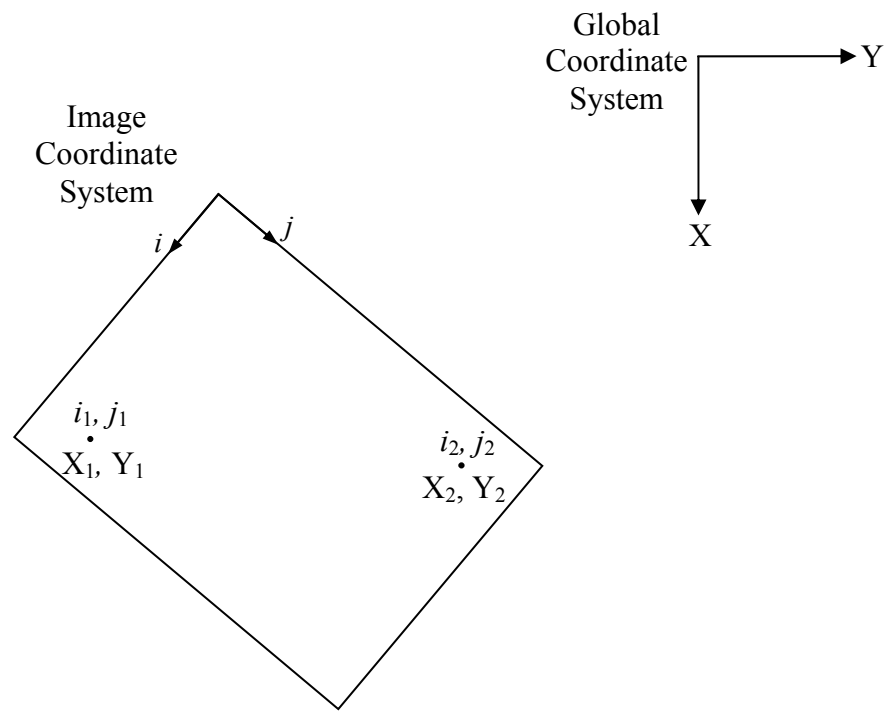 Global
Coordinate
System
Y
X
Image
Coordinate
System
i
j
i₁, j₁
X₁, Y₁
i₂, j₂
X₂, Y₂